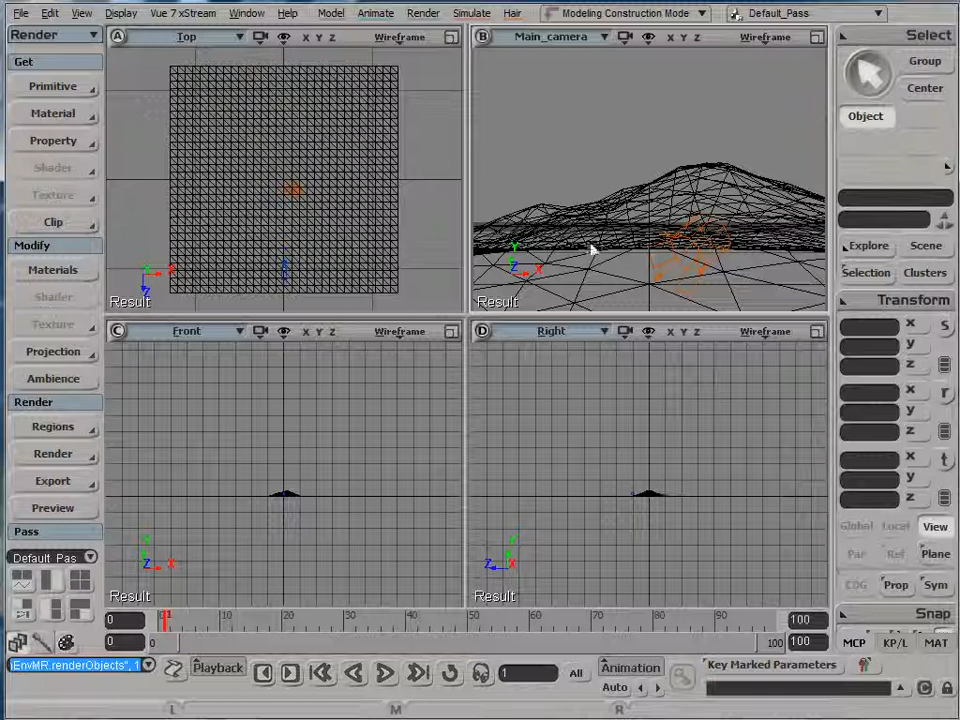 File Edit View Display Vue 7 xStream Window Help Model Animate Render Simulate Hair Modeling Construction Mode Default_Pass
Render
A Top X Y Z Wireframe
B Main_camera X Y Z Wireframe
Select
Get
Primitive
Material
Property
Shader
Texture
Clip
Modify
Materials
Shader
Texture
Projection
Ambience
Render
Regions
Render
Export
Preview
Pass
Default_Pas
X
Z
Result
Y
Z X
Result
C Front X Y Z Wireframe
D Right X Y Z Wireframe
Y
Z X
Result
Y
Z X
Result
Group
Center
Object
Explore Scene
Selection Clusters
Transform
x s
y
z
x r
y
z
x t
y
z
Global Local View
Par Ref Plane
COG Prop Sym
Snap
MCP KP/L MAT
0 1 10 20 30 40 50 60 70 80 90 100
0 0 100 100
EnvMR.renderObjects", 1
Playback 1 All Animation
Auto
Key Marked Parameters
L M R